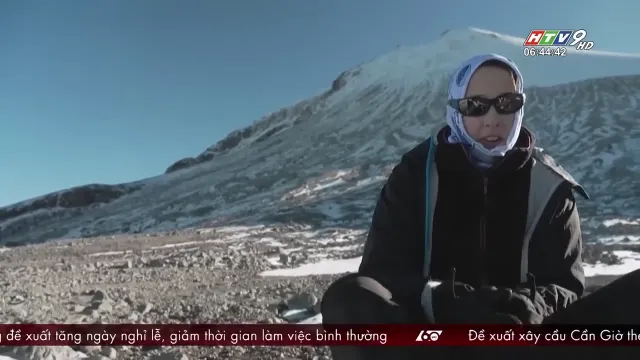 HTV9 HD
06:44:42
đề xuất tăng ngày nghỉ lễ, giảm thời gian làm việc bình thường
60
Đề xuất xây cầu Cần Giờ